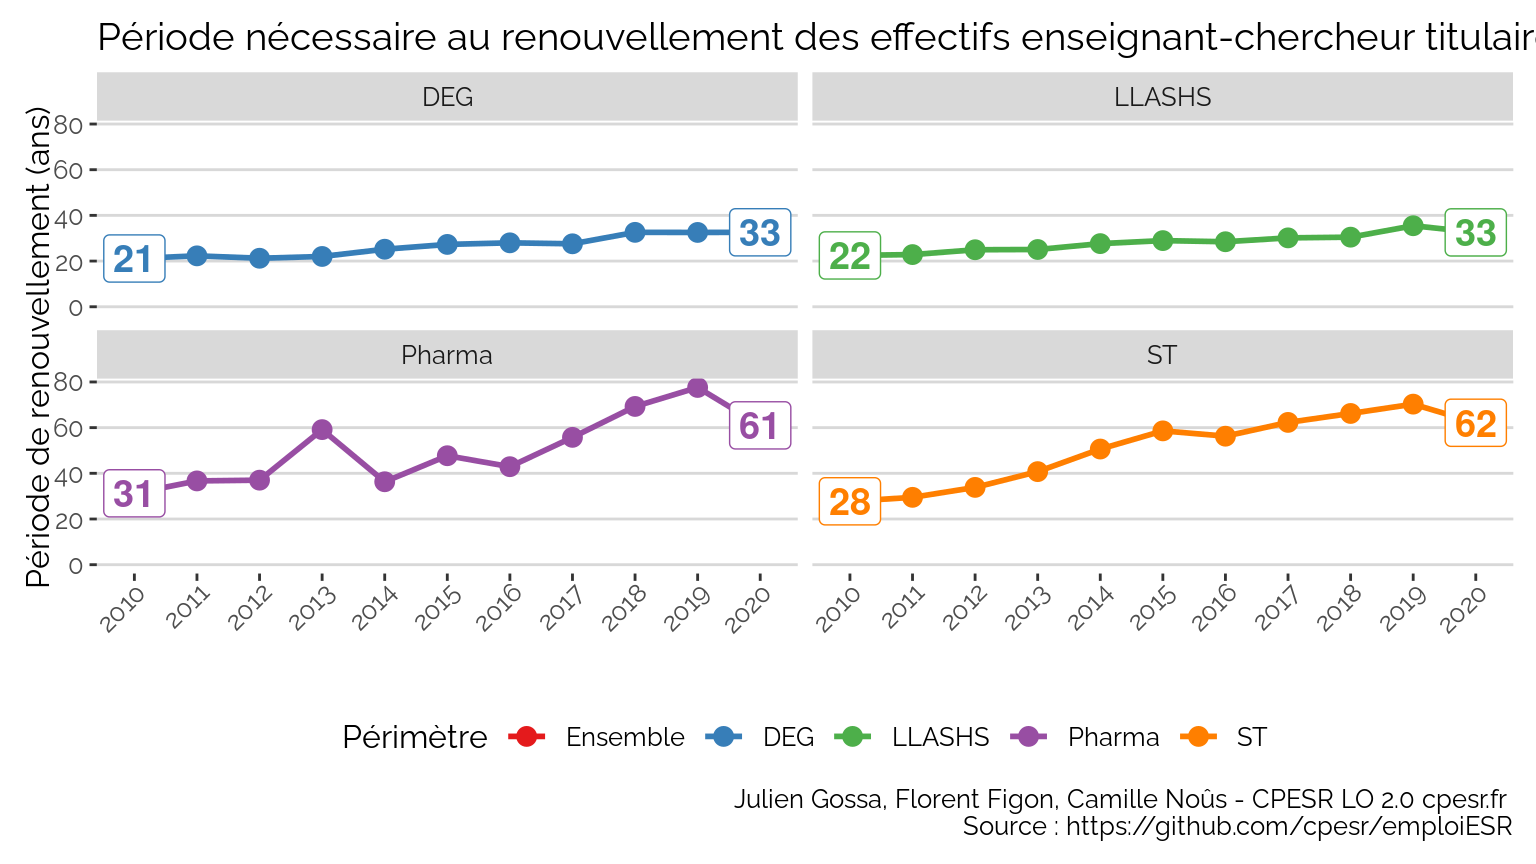 Période nécessaire au renouvellement des effectifs enseignant-chercheur titulair
Période de renouvellement (ans)
DEG
LLASHS
80
60
40
20
0
21
33
22
33
Pharma
ST
80
60
40
20
0
31
61
28
62
2010 2011 2012 2013 2014 2015 2016 2017 2018 2019 2020
2010 2011 2012 2013 2014 2015 2016 2017 2018 2019 2020
Périmètre Ensemble DEG LLASHS Pharma ST
Julien Gossa, Florent Figon, Camille Noûs - CPESR LO 2.0 cpesr.fr
Source : https://github.com/cpesr/emploiESR